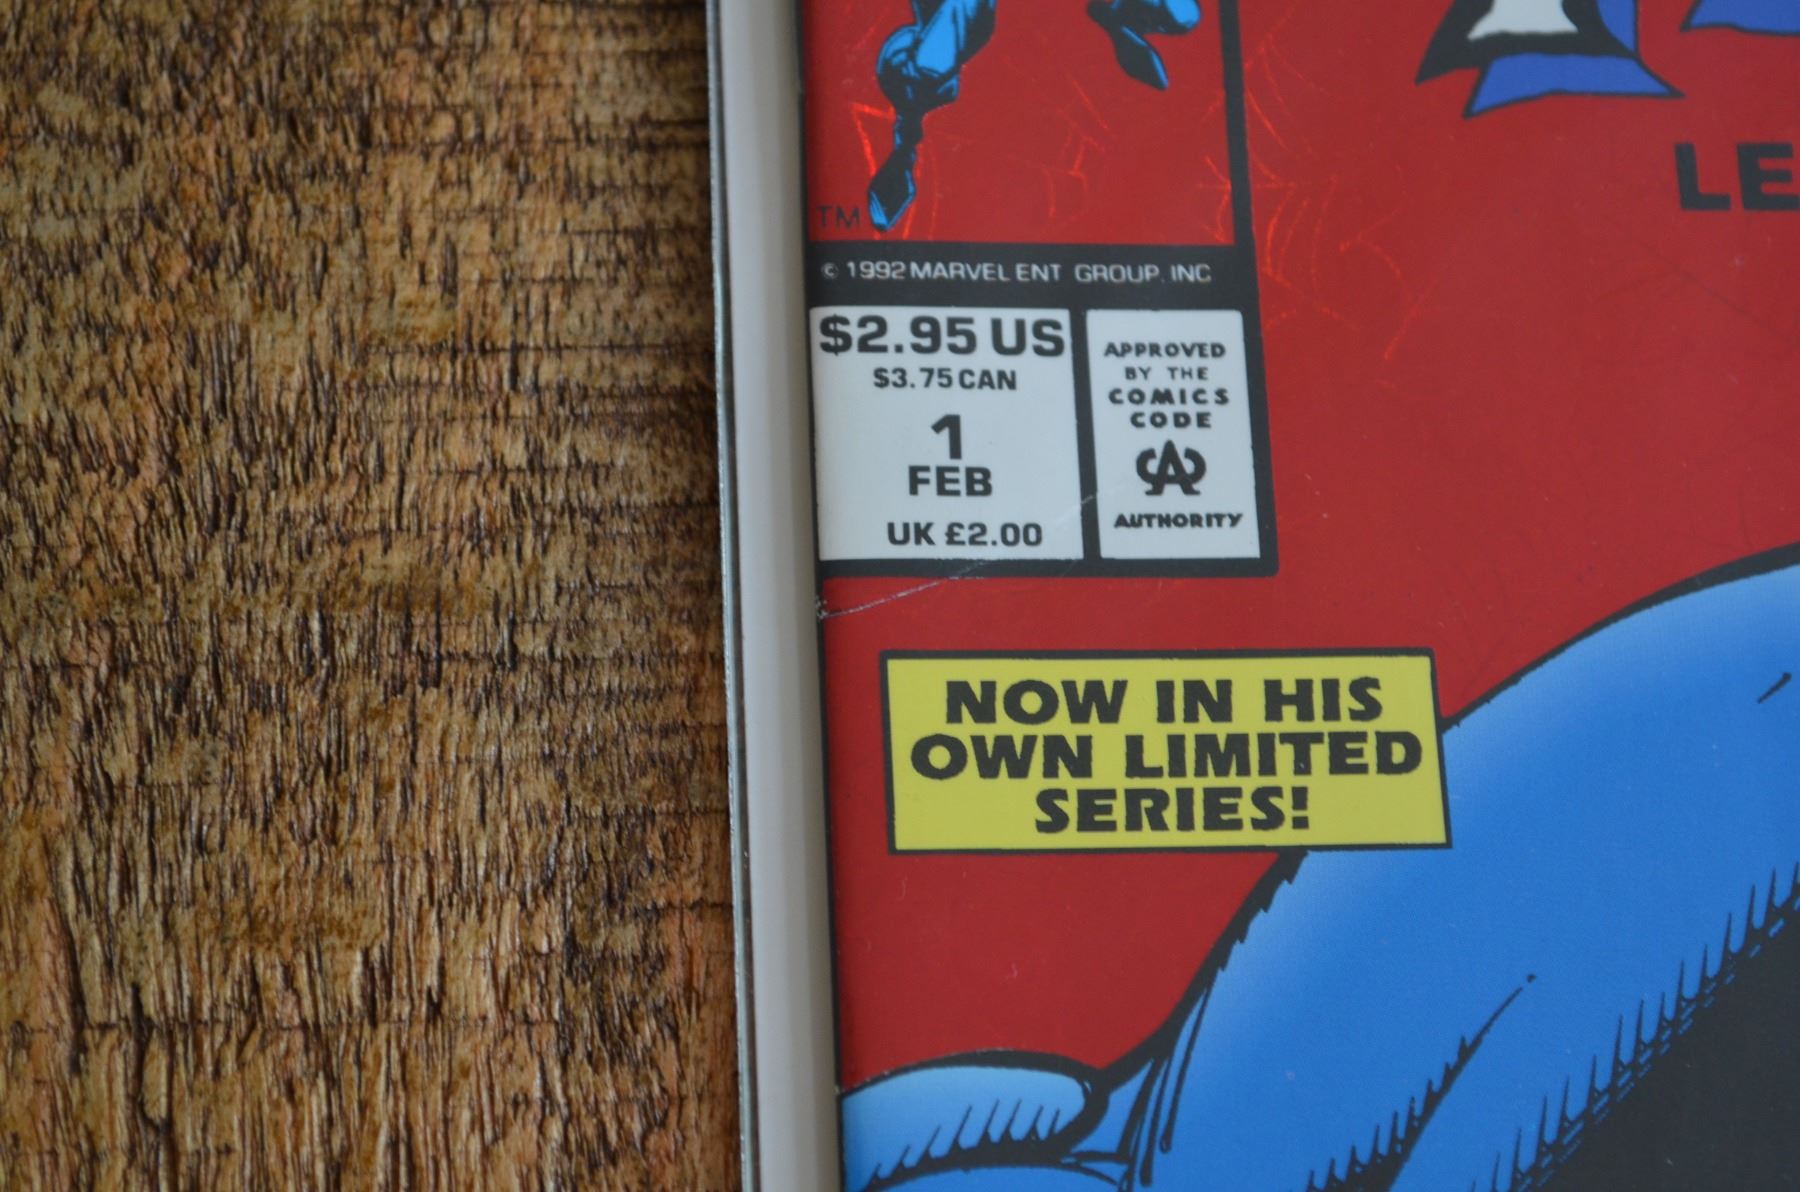 LE
TM
© 1992 MARVEL ENT GROUP, INC
$2.95 US
$3.75 CAN
1
FEB
UK £2.00
APPROVED
BY THE
COMICS
CODE
CA
AUTHORITY
NOW IN HIS
OWN LIMITED
SERIES!